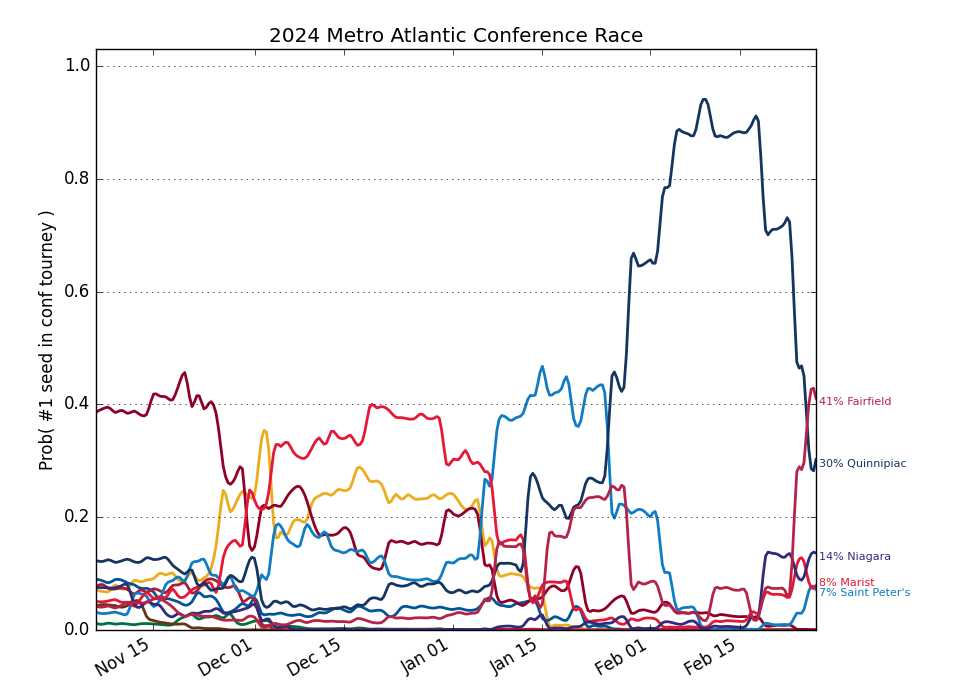 2024 Metro Atlantic Conference Race
Prob( #1 seed in conf tourney )
1.0
0.8
0.6
0.4
0.2
0.0
41% Fairfield
30% Quinnipiac
14% Niagara
8% Marist
7% Saint Peter's
Nov 15
Dec 01
Dec 15
Jan 01
Jan 15
Feb 01
Feb 15